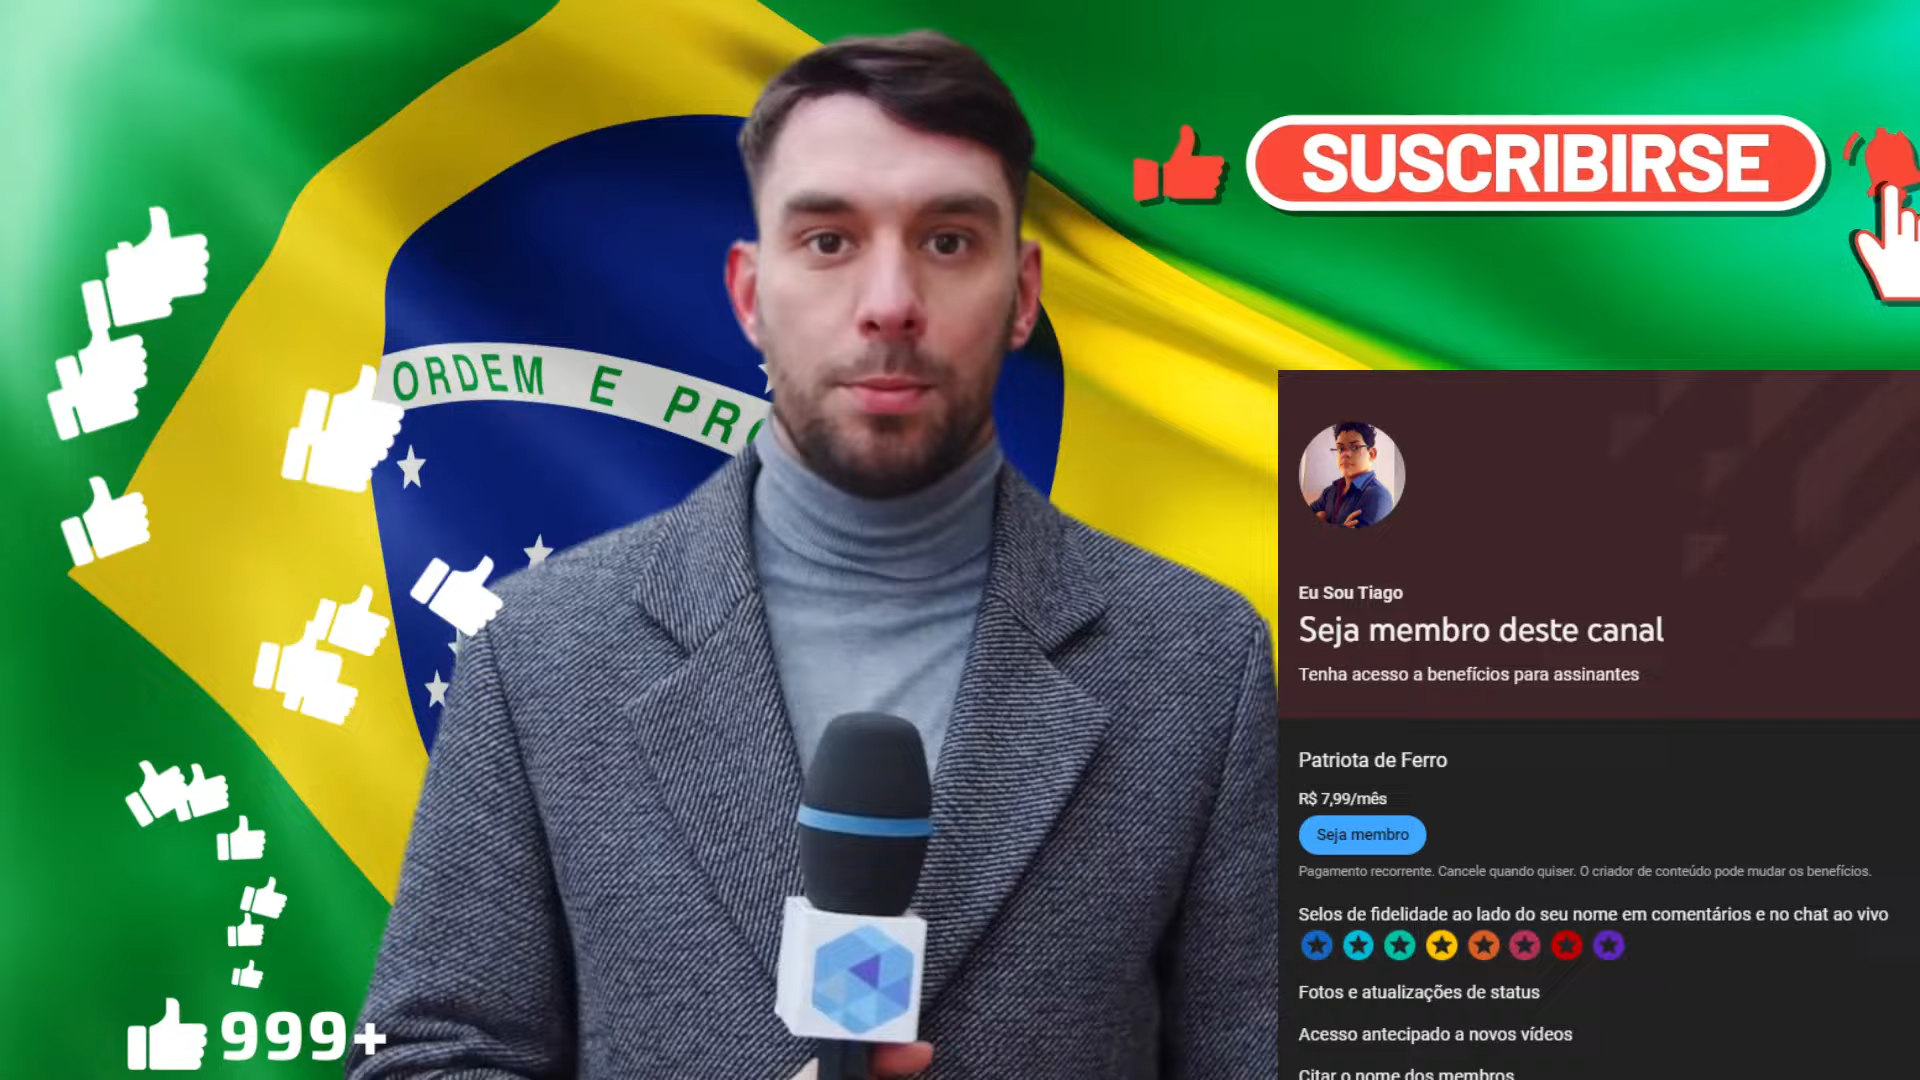 SUSCRIBIRSE
ORDEM E PRO
Eu Sou Tiago
Seja membro deste canal
Tenha acesso a benefícios para assinantes
Patriota de Ferro
R$ 7,99/mês
Seja membro
Pagamento recorrente. Cancele quando quiser. O criador de conteúdo pode mudar os benefícios.
Selos de fidelidade ao lado do seu nome em comentários e no chat ao vivo
Fotos e atualizações de status
Acesso antecipado a novos vídeos
Citar o nome dos membros
999+